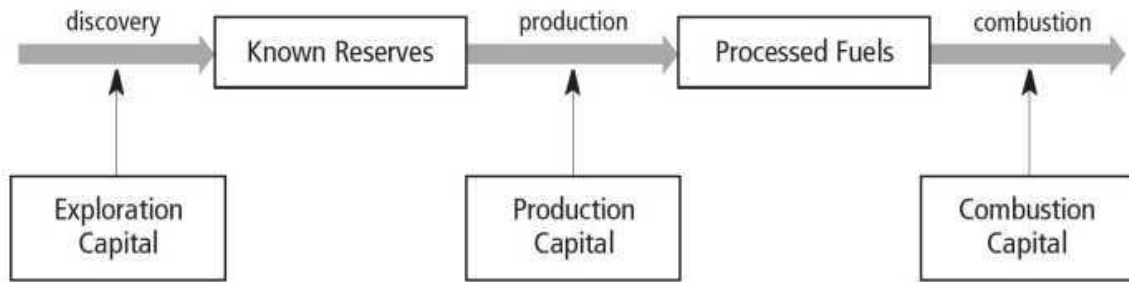 discovery
production
combustion
Known Reserves
Processed Fuels
Exploration
Capital
Production
Capital
Combustion
Capital